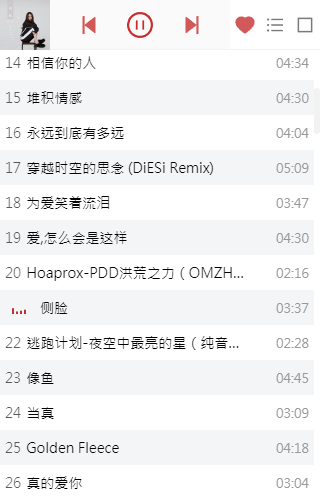 14 相信你的人 04:34
15 堆积情感 04:30
16 永远到底有多远 04:04
17 穿越时空的思念 (DiESi Remix) 05:09
18 为爱笑着流泪 03:47
19 爱,怎么会是这样 04:30
20 Hoaprox-PDD洪荒之力 ( OMZH... 02:16
侧脸 03:37
22 逃跑计划-夜空中最亮的星（纯音... 02:28
23 像鱼 04:45
24 当真 03:09
25 Golden Fleece 04:18
26 真的爱你 03:04